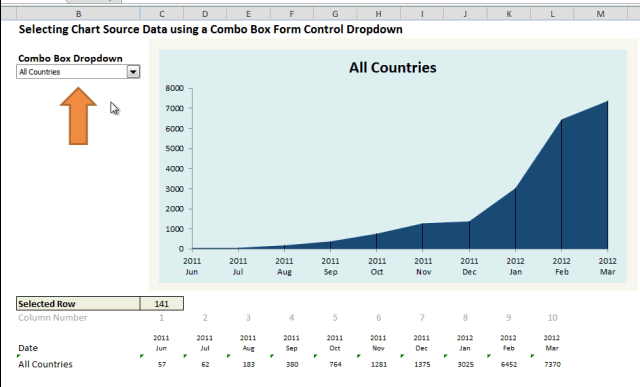 B C D E F G H I J K L M
Selecting Chart Source Data using a Combo Box Form Control Dropdown
Combo Box Dropdown
All Countries
All Countries
8000
7000
6000
5000
4000
3000
2000
1000
0
2011 2011 2011 2011 2011 2011 2011 2012 2012 2012
Jun Jul Aug Sep Oct Nov Dec Jan Feb Mar
Selected Row 141
Column Number 1 2 3 4 5 6 7 8 9 10
2011 2011 2011 2011 2011 2011 2011 2012 2012 2012
Date Jun Jul Aug Sep Oct Nov Dec Jan Feb Mar
All Countries 57 62 183 380 764 1281 1375 3025 6452 7370